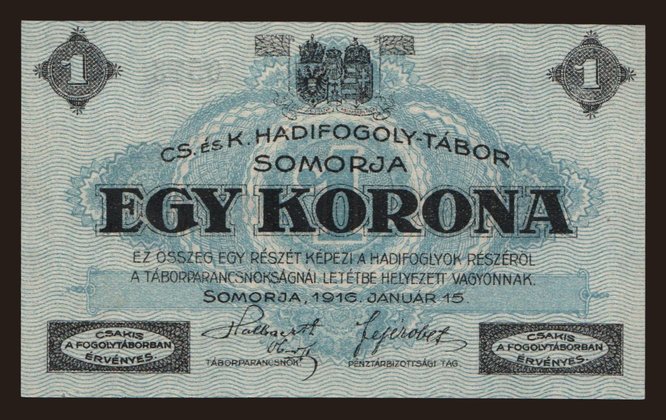 1 1
CS. ÉS K. HADIFOGOLY-TÁBOR
SOMORJA
EGY KORONA
EZ ÖSSZEG EGY RÉSZÉT KÉPEZI A HADIFOGLYOK RÉSZÉRŐL
A TÁBORPARANCSNOKSÁGNÁL LETÉTBE HELYEZETT VAGYONNAK.
SOMORJA, 1916. JANUÁR 15.
CSAKIS
A FOGOLYTÁBORBAN
ÉRVÉNYES.
TÁBORPARANCSNOK
PÉNZTÁRBIZOTTSÁGI TAG.
CSAKIS
A FOGOLYTÁBORBAN
ÉRVÉNYES.